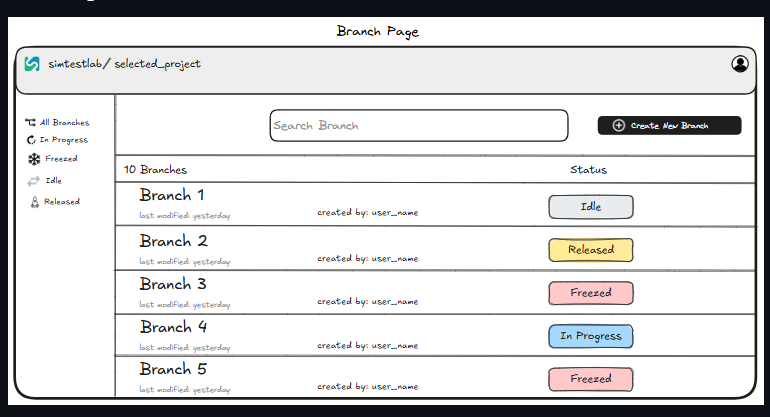 Branch Page
simtestlab/ selected_project
All Branches
In Progress
Freezed
Idle
Released
Search Branch
Create New Branch
10 Branches Status
Branch 1
last modified: yesterday created by: user_name Idle
Branch 2
last modified: yesterday created by: user_name Released
Branch 3
last modified: yesterday created by: user_name Freezed
Branch 4
last modified: yesterday created by: user_name In Progress
Branch 5
last modified: yesterday created by: user_name Freezed